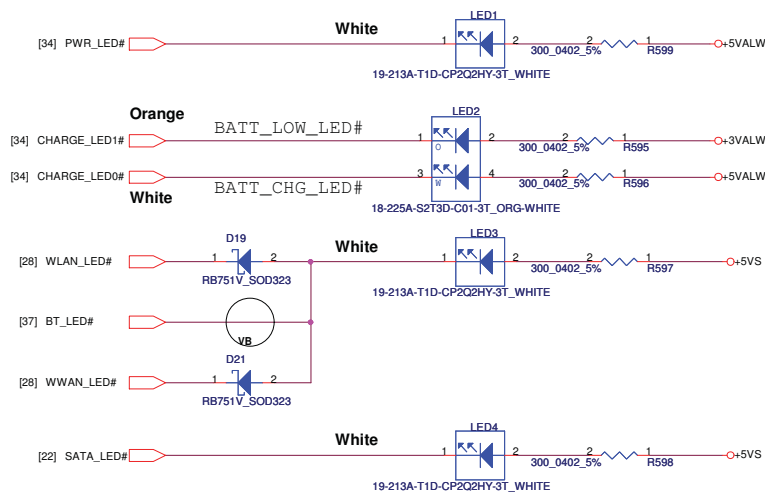 LED1
White
[34] PWR_LED# 1 2 2 1 +5VALW
300_0402_5% R599
19-213A-T1D-CP2Q2HY-3T_WHITE
LED2
Orange
BATT_LOW_LED#
[34] CHARGE_LED1# 1 2 2 1 +3VALW
O 300_0402_5% R595
[34] CHARGE_LED0# 3 4 2 1 +5VALW
W 300_0402_5% R596
BATT_CHG_LED#
White
18-225A-S2T3D-C01-3T_ORG-WHITE
D19 White LED3
[28] WLAN_LED# 1 2 1 2 2 1 +5VS
300_0402_5% R597
RB751V_SOD323
19-213A-T1D-CP2Q2HY-3T_WHITE
[37] BT_LED#
VB
D21
[28] WWAN_LED# 1 2
RB751V_SOD323
LED4
White
[22] SATA_LED# 1 2 2 1 +5VS
300_0402_5% R598
19-213A-T1D-CP2Q2HY-3T_WHITE